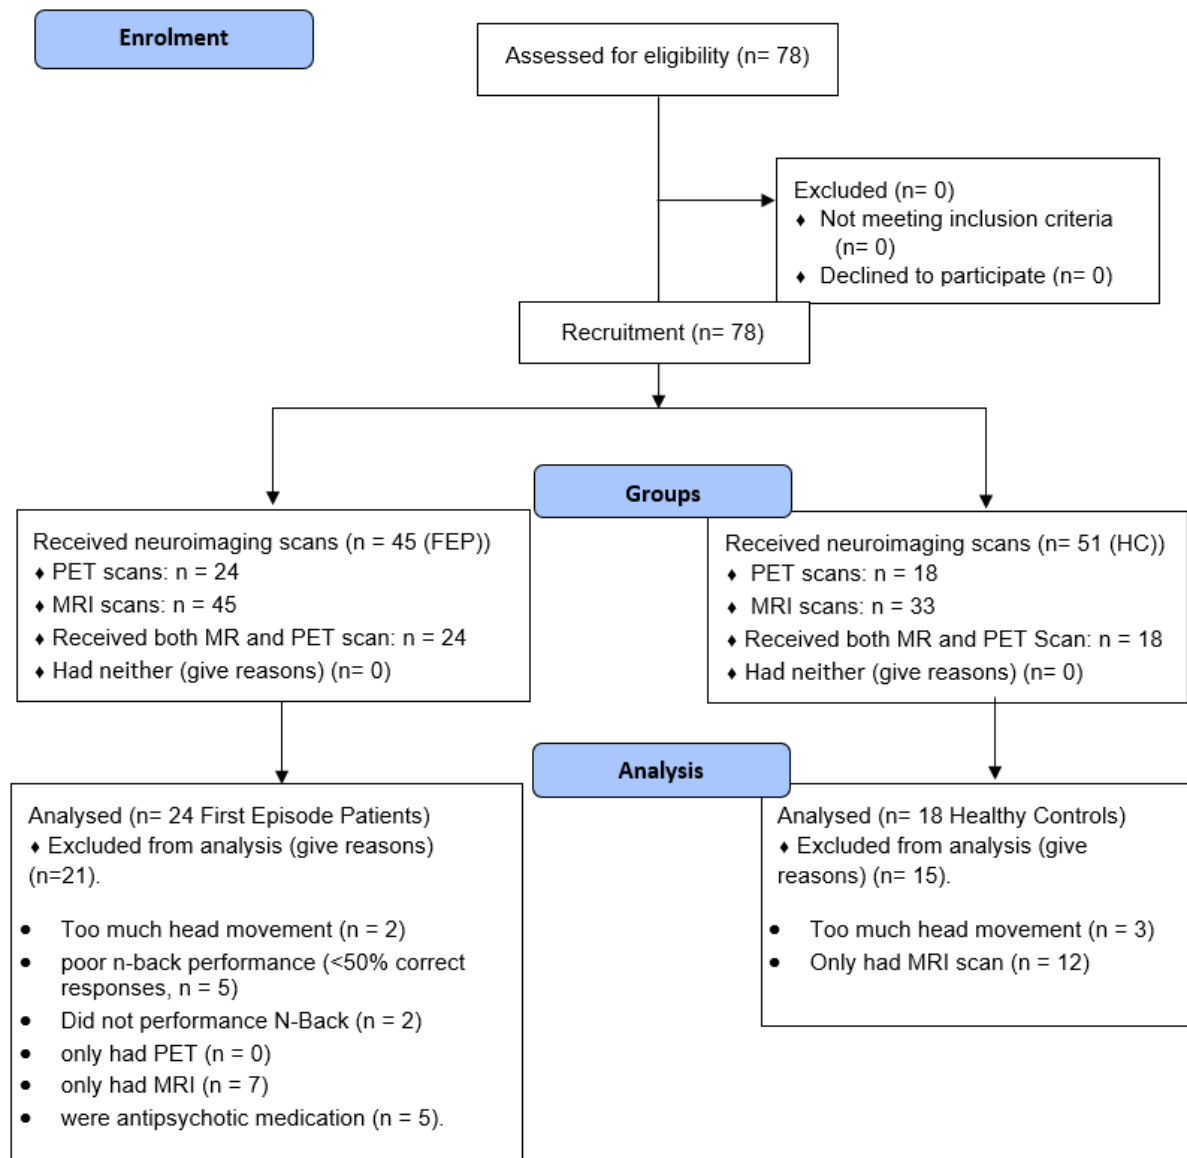 Enrolment
Assessed for eligibility (n= 78)
Excluded (n= 0)
♦ Not meeting inclusion criteria
(n= 0)
♦ Declined to participate (n= 0)
Recruitment (n= 78)
Groups
Received neuroimaging scans (n = 45 (FEP))
♦ PET scans: n = 24
♦ MRI scans: n = 45
♦ Received both MR and PET scan: n = 24
♦ Had neither (give reasons) (n= 0)
Received neuroimaging scans (n= 51 (HC))
♦ PET scans: n = 18
♦ MRI scans: n = 33
♦ Received both MR and PET Scan: n = 18
♦ Had neither (give reasons) (n= 0)
Analysis
Analysed (n= 24 First Episode Patients)
♦ Excluded from analysis (give reasons)
(n=21).
• Too much head movement (n = 2)
• poor n-back performance (<50% correct
responses, n = 5)
• Did not performance N-Back (n = 2)
• only had PET (n = 0)
• only had MRI (n = 7)
• were antipsychotic medication (n = 5).
Analysed (n= 18 Healthy Controls)
♦ Excluded from analysis (give
reasons) (n= 15).
• Too much head movement (n = 3)
• Only had MRI scan (n = 12)